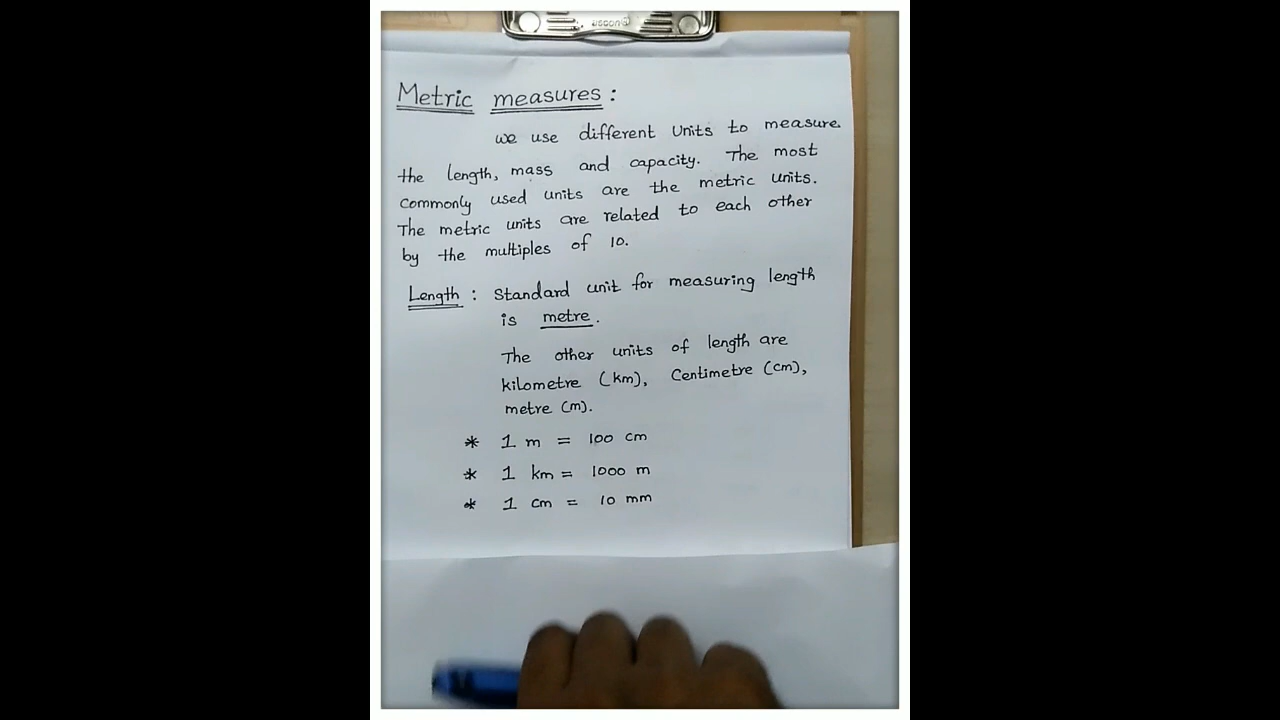 Metric measures :
we use different Units to measure
the length, mass and capacity. The most
commonly used units are the metric units.
The metric units are related to each other
by the multiples of 10.
Length : Standard unit for measuring length
is metre.
The other units of length are
kilometre (km), Centimetre (cm),
metre (m).
* 1 m = 100 cm
* 1 km = 1000 m
* 1 cm = 10 mm